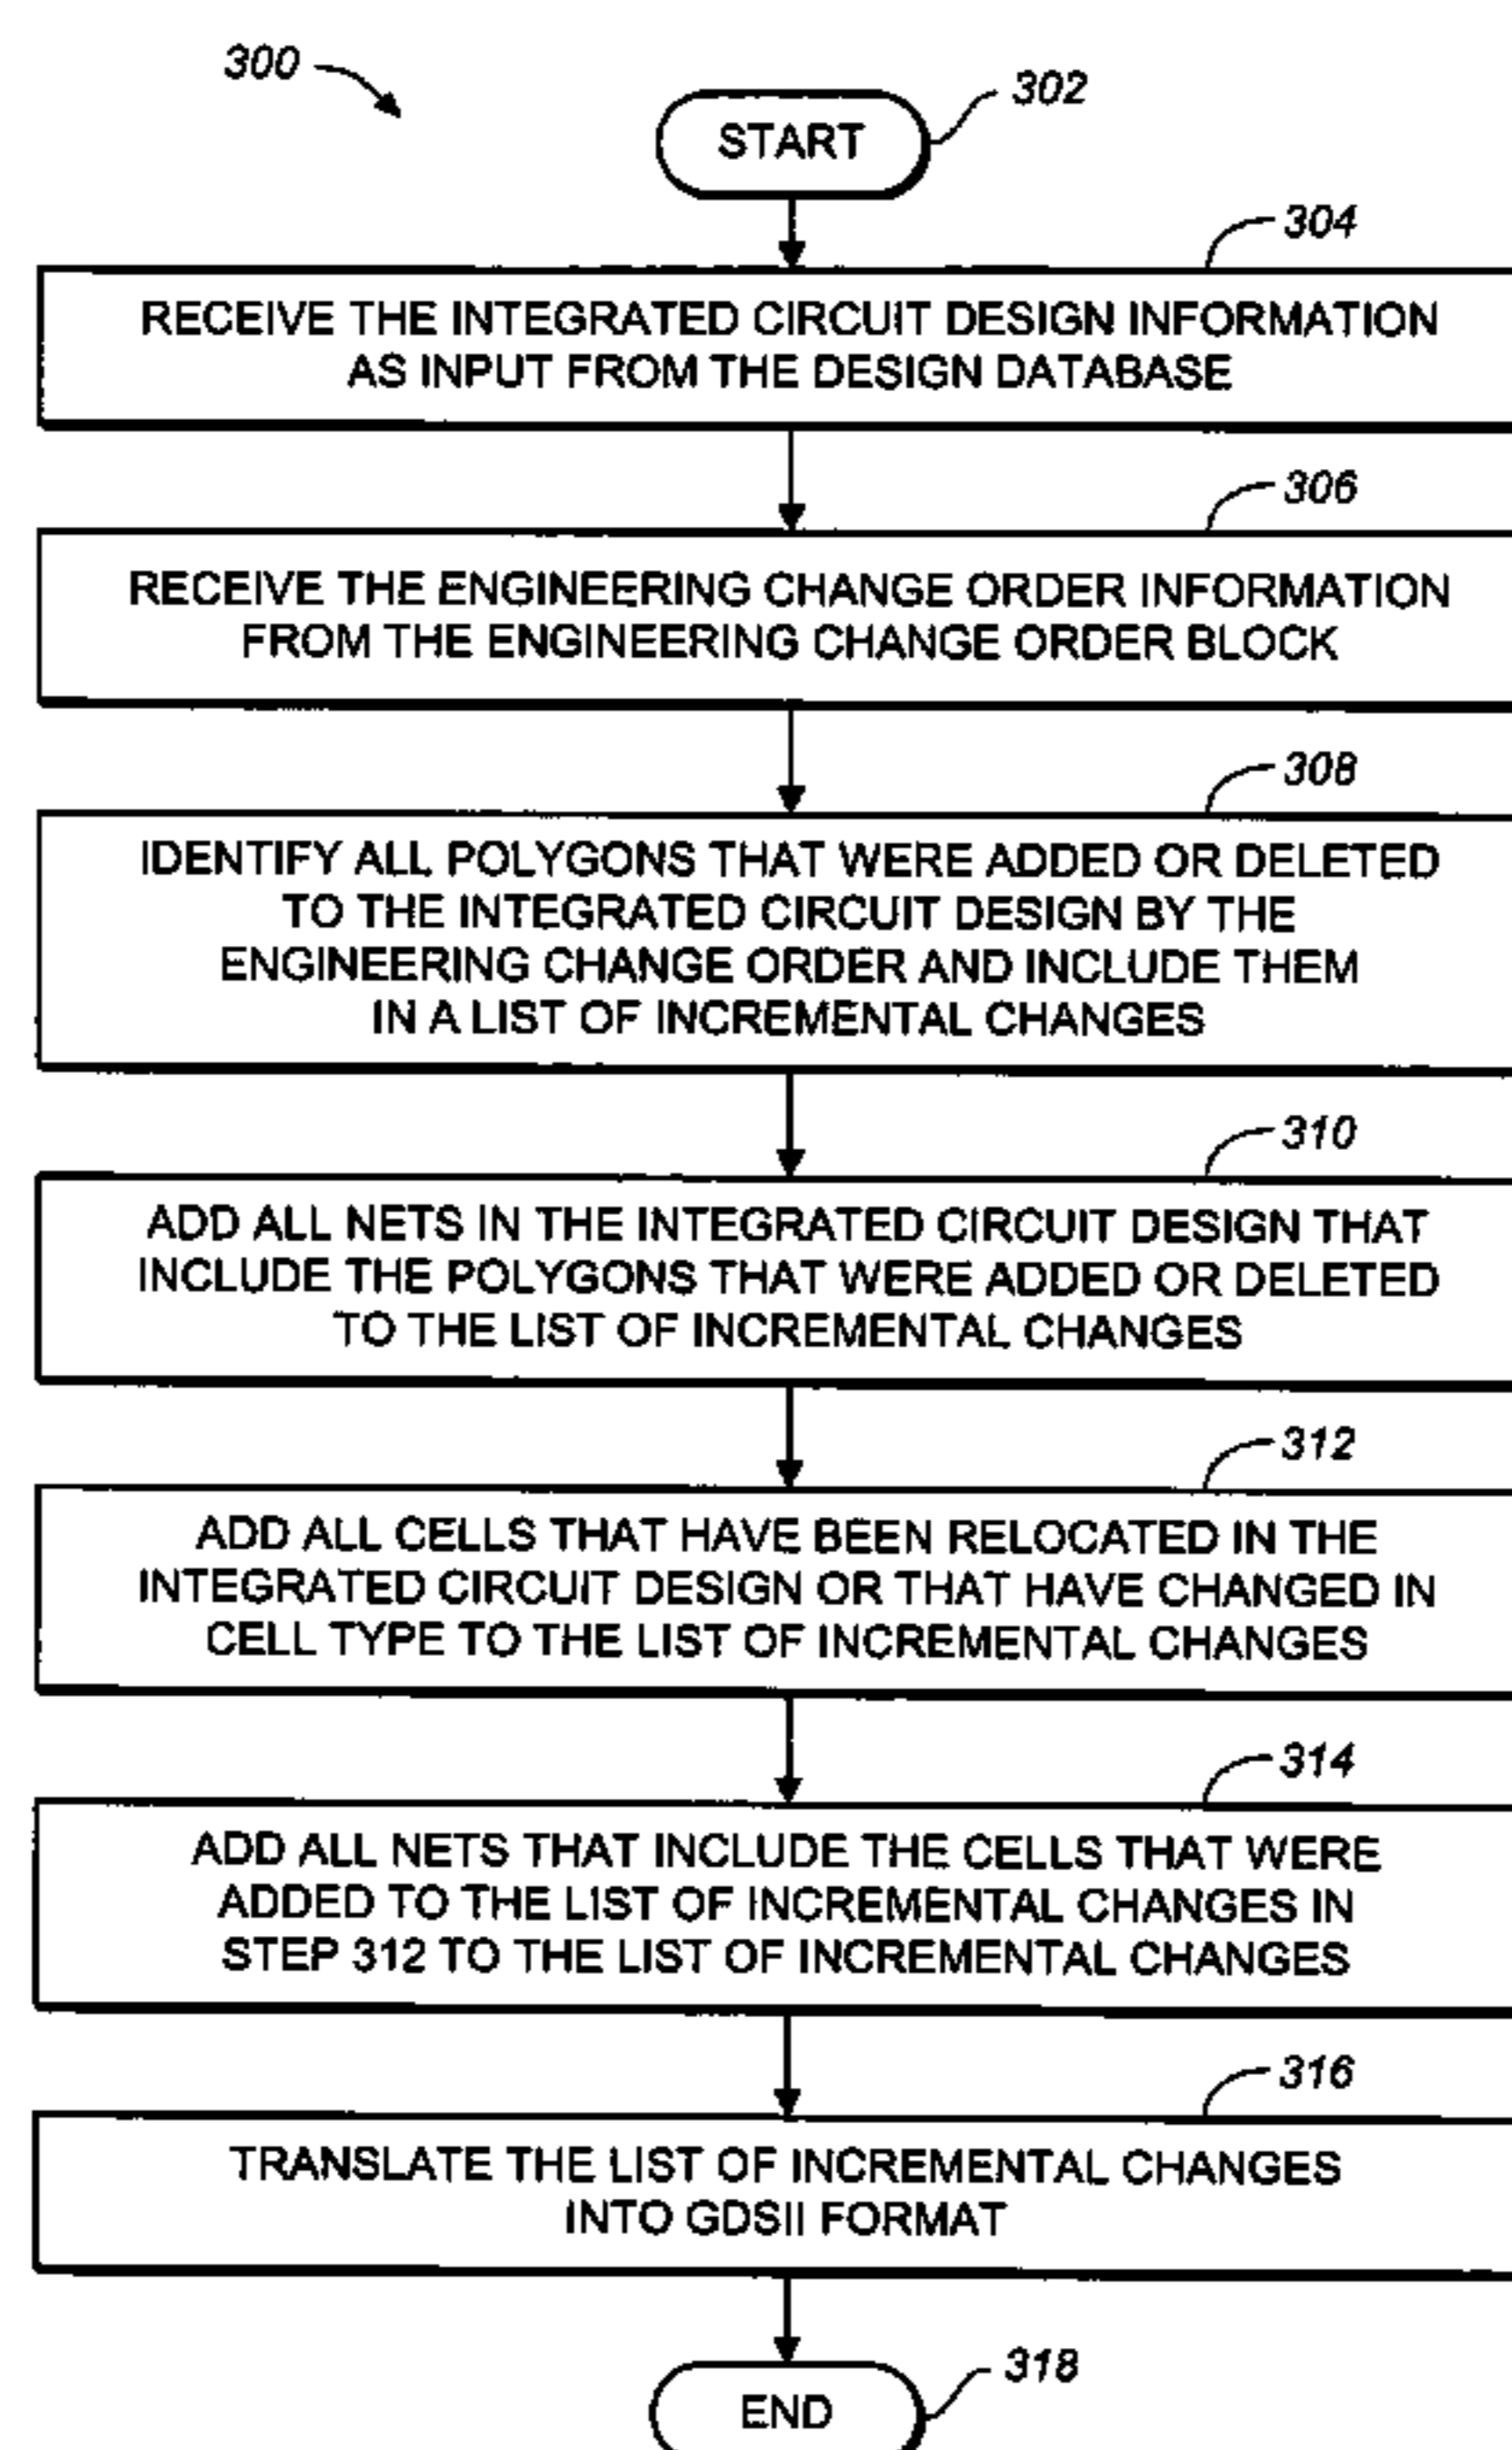 300
302
START
304
RECEIVE THE INTEGRATED CIRCUIT DESIGN INFORMATION
AS INPUT FROM THE DESIGN DATABASE
306
RECEIVE THE ENGINEERING CHANGE ORDER INFORMATION
FROM THE ENGINEERING CHANGE ORDER BLOCK
308
IDENTIFY ALL POLYGONS THAT WERE ADDED OR DELETED
TO THE INTEGRATED CIRCUIT DESIGN BY THE
ENGINEERING CHANGE ORDER AND INCLUDE THEM
IN A LIST OF INCREMENTAL CHANGES
310
ADD ALL NETS IN THE INTEGRATED CIRCUIT DESIGN THAT
INCLUDE THE POLYGONS THAT WERE ADDED OR DELETED
TO THE LIST OF INCREMENTAL CHANGES
312
ADD ALL CELLS THAT HAVE BEEN RELOCATED IN THE
INTEGRATED CIRCUIT DESIGN OR THAT HAVE CHANGED IN
CELL TYPE TO THE LIST OF INCREMENTAL CHANGES
314
ADD ALL NETS THAT INCLUDE THE CELLS THAT WERE
ADDED TO THE LIST OF INCREMENTAL CHANGES IN
STEP 312 TO THE LIST OF INCREMENTAL CHANGES
316
TRANSLATE THE LIST OF INCREMENTAL CHANGES
INTO GDSII FORMAT
318
END